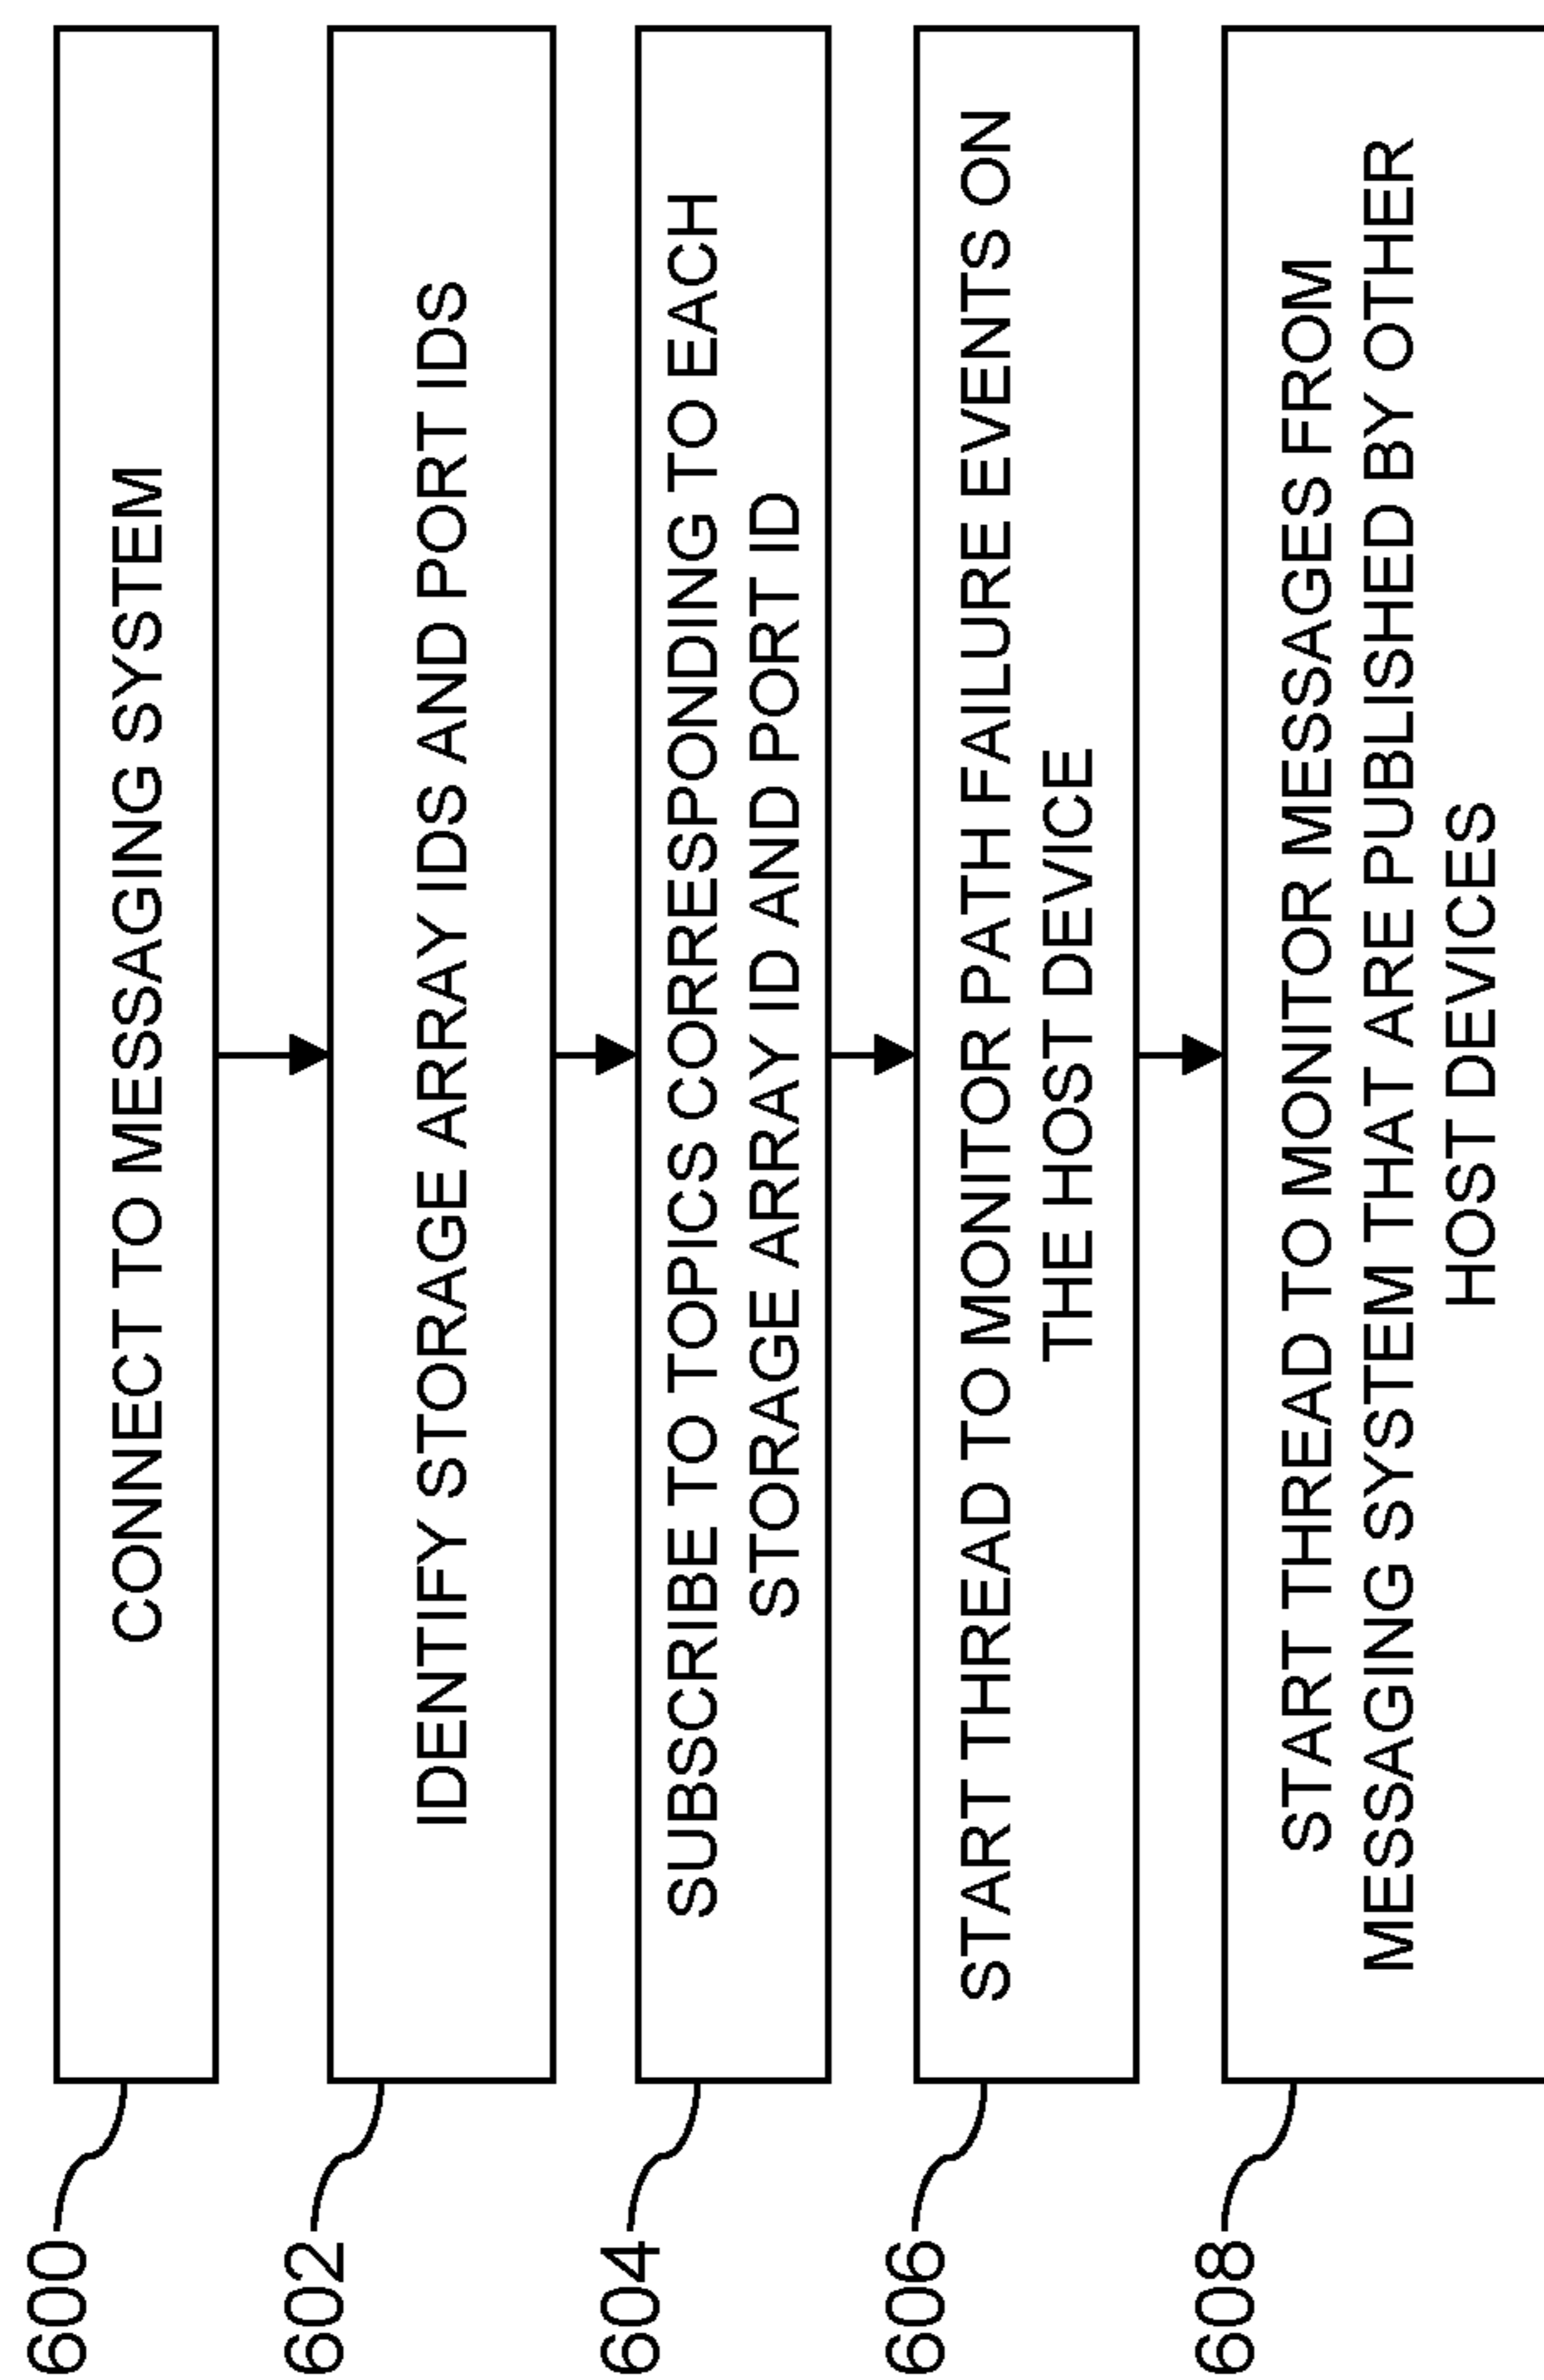 600
CONNECT TO MESSAGING SYSTEM
602
IDENTIFY STORAGE ARRAY IDS AND PORT IDS
604
SUBSCRIBE TO TOPICS CORRESPONDING TO EACH
STORAGE ARRAY ID AND PORT ID
606
START THREAD TO MONITOR PATH FAILURE EVENTS ON
THE HOST DEVICE
608
START THREAD TO MONITOR MESSAGES FROM
MESSAGING SYSTEM THAT ARE PUBLISHED BY OTHER
HOST DEVICES